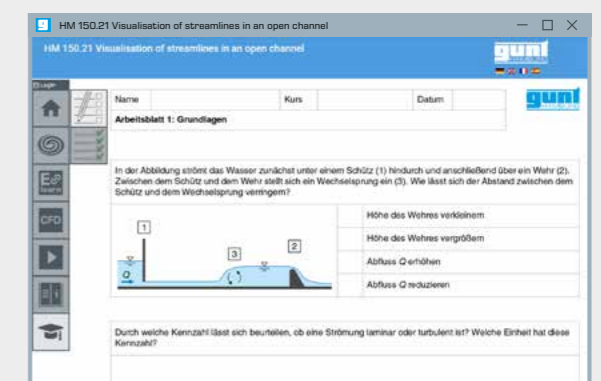 HM 150.21 Visualisation of streamlines in an open channel
HM 150.21 Visualisation of streamlines in an open channel
gunt
HAMBURG
Login
Name Kurs Datum
gunt
Arbeitsblatt 1: Grundlagen
In der Abbildung strömt das Wasser zunächst unter einem Schütz (1) hindurch und anschließend über ein Wehr (2).
Zwischen dem Schütz und dem Wehr stellt sich ein Wechselsprung ein (3). Wie lässt sich der Abstand zwischen dem
Schütz und dem Wechselsprung verringern?
Höhe des Wehres verkleinern
Höhe des Wehres vergrößern
Abfluss Q erhöhen
Abfluss Q reduzieren
1
3
2
Q
CFD
Durch welche Kennzahl lässt sich beurteilen, ob eine Strömung laminar oder turbulent ist? Welche Einheit hat diese
Kennzahl?